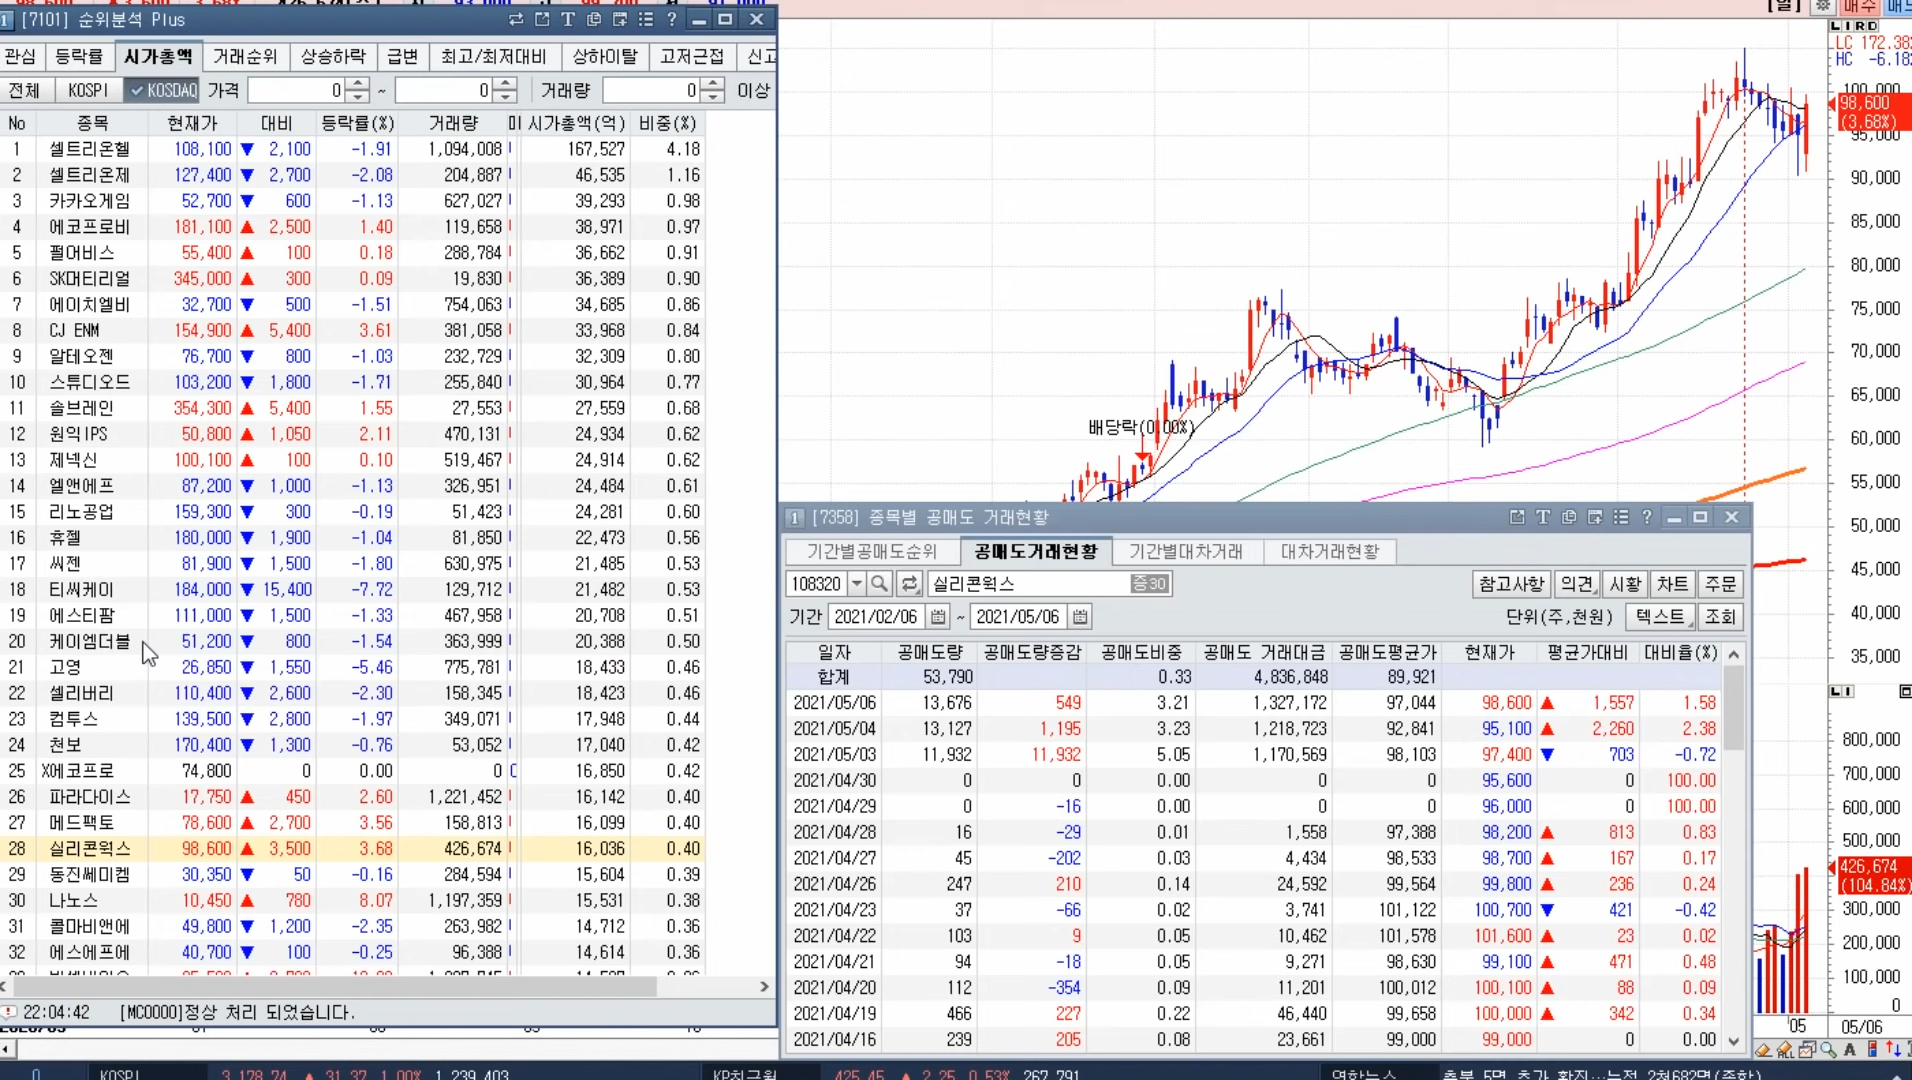 [7101] 순위분석 Plus
관심 등락률 시가총액 거래순위 상승하락 급변 최고/최저대비 상하이탈 고저근접 신고
전체 KOSPI KOSDAQ 가격 0 ~ 0 거래량 0 이상
No 종목 현재가 대비 등락률(%) 거래량 시가총액(억) 비중(%)
1 셀트리온헬 108,100 ▼ 2,100 -1.91 1,094,008 167,527 4.18
2 셀트리온제 127,400 ▼ 2,700 -2.08 204,887 46,535 1.16
3 카카오게임 52,700 ▼ 600 -1.13 627,027 39,293 0.98
4 에코프로비 181,100 ▲ 2,500 1.40 119,658 38,971 0.97
5 펄어비스 55,400 ▲ 100 0.18 288,784 36,662 0.91
6 SK머티리얼 345,000 ▲ 300 0.09 19,830 36,389 0.90
7 에이치엘비 32,700 ▼ 500 -1.51 754,063 34,685 0.86
8 CJ ENM 154,900 ▲ 5,400 3.61 381,058 33,968 0.84
9 알테오젠 76,700 ▼ 800 -1.03 232,729 32,309 0.80
10 스튜디오드 103,200 ▼ 1,800 -1.71 255,840 30,964 0.77
11 솔브레인 354,300 ▲ 5,400 1.55 27,553 27,559 0.68
12 원익IPS 50,800 ▲ 1,050 2.11 470,131 24,934 0.62
13 제넥신 100,100 ▲ 100 0.10 519,467 24,914 0.62
14 엘앤에프 87,200 ▼ 1,000 -1.13 326,951 24,484 0.61
15 리노공업 159,300 ▼ 300 -0.19 51,423 24,281 0.60
16 휴젤 180,000 ▼ 1,900 -1.04 81,850 22,473 0.56
17 씨젠 81,900 ▼ 1,500 -1.80 630,975 21,485 0.53
18 티씨케이 184,000 ▼ 15,400 -7.72 129,712 21,482 0.53
19 에스티팜 111,000 ▼ 1,500 -1.33 467,958 20,708 0.51
20 케이엠더블 51,200 ▼ 800 -1.54 363,999 20,388 0.50
21 고영 26,850 ▼ 1,550 -5.46 775,781 18,433 0.46
22 셀리버리 110,400 ▼ 2,600 -2.30 158,345 18,423 0.46
23 컴투스 139,500 ▼ 2,800 -1.97 349,071 17,948 0.44
24 천보 170,400 ▼ 1,300 -0.76 53,052 17,040 0.42
25 X에코프로 74,800 0 0.00 0 16,850 0.42
26 파라다이스 17,750 ▲ 450 2.60 1,221,452 16,142 0.40
27 메드팩토 78,600 ▲ 2,700 3.56 158,813 16,099 0.40
28 실리콘웍스 98,600 ▲ 3,500 3.68 426,674 16,036 0.40
29 동진쎄미켐 30,350 ▼ 50 -0.16 284,594 15,604 0.39
30 나노스 10,450 ▲ 780 8.07 1,197,359 15,531 0.38
31 콜마비앤에 49,800 ▼ 1,200 -2.35 263,982 14,712 0.36
32 에스에프에 40,700 ▼ 100 -0.25 96,388 14,614 0.36
22:04:42 [MC0000]정상 처리 되었습니다.
LC 172.38
HC -6.18
100,000
98,600
(3.68%)
95,000
90,000
85,000
80,000
75,000
70,000
65,000
60,000
55,000
50,000
45,000
40,000
35,000
배당락(0.00%)
[7358] 종목별 공매도 거래현황
기간별공매도순위 공매도거래현황 기간별대차거래 대차거래현황
108320 실리콘웍스 증30 참고사항 의견 시황 차트 주문
기간 2021/02/06 ~ 2021/05/06 단위(주,천원) 텍스트 조회
일자 공매도량 공매도량증감 공매도비중 공매도 거래대금 공매도평균가 현재가 평균가대비 대비율(%)
합계 53,790 0.33 4,836,848 89,921
2021/05/06 13,676 549 3.21 1,327,172 97,044 98,600 ▲ 1,557 1.58
2021/05/04 13,127 1,195 3.23 1,218,723 92,841 95,100 ▲ 2,260 2.38
2021/05/03 11,932 11,932 5.05 1,170,569 98,103 97,400 ▼ 703 -0.72
2021/04/30 0 0 0.00 0 0 95,600 0 100.00
2021/04/29 0 -16 0.00 0 0 96,000 0 100.00
2021/04/28 16 -29 0.01 1,558 97,388 98,200 ▲ 813 0.83
2021/04/27 45 -202 0.03 4,434 98,533 98,700 ▲ 167 0.17
2021/04/26 247 210 0.14 24,592 99,564 99,800 ▲ 236 0.24
2021/04/23 37 -66 0.02 3,741 101,122 100,700 ▼ 421 -0.42
2021/04/22 103 9 0.05 10,462 101,578 101,600 ▲ 23 0.02
2021/04/21 94 -18 0.05 9,271 98,630 99,100 ▲ 471 0.48
2021/04/20 112 -354 0.09 11,201 100,012 100,100 ▲ 88 0.09
2021/04/19 466 227 0.22 46,440 99,658 100,000 ▲ 342 0.34
2021/04/16 239 205 0.08 23,661 99,000 99,000 0 0.00
800,000
700,000
600,000
500,000
426,674
(104.84%)
300,000
200,000
100,000
0
05 05/06
KOSPI 3,178.74 ▲ 31.37 1.00% 1,239,403 425.45 ▲ 2.25 0.53% 267,791